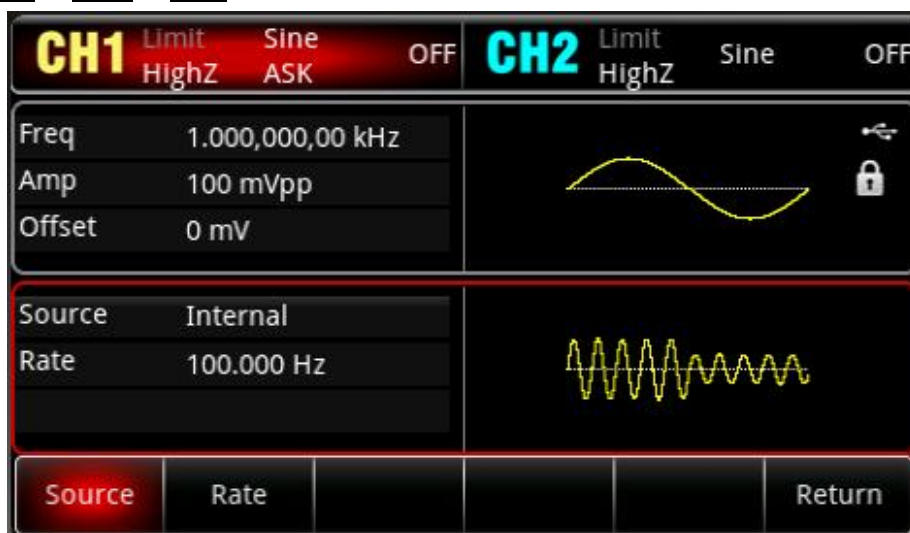 CH1 Limit Sine OFF CH2 Limit Sine OFF
HighZ ASK HighZ
Freq 1.000,000,00 kHz
Amp 100 mVpp
Offset 0 mV
Source Internal
Rate 100.000 Hz
Source Rate Return